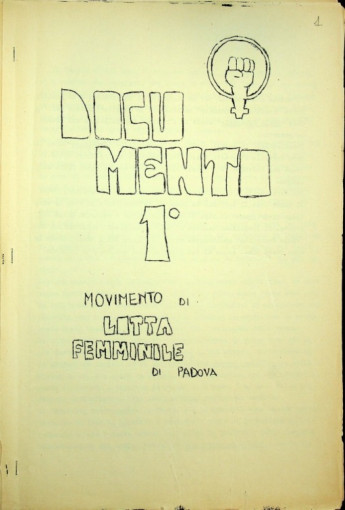 1
DOCU
MENTO
1°
MOVIMENTO DI
LOTTA
FEMMINILE
DI PADOVA